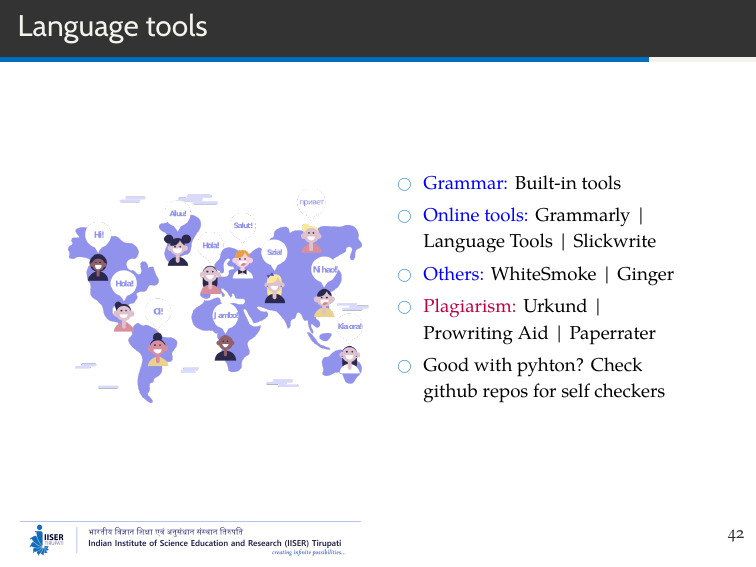 Language tools
Hi!
Aluu!
Salut!
привет
Hola!
Szia!
Ni hao!
Hola!
Oi!
Jambo!
Kia ora!
Grammar: Built-in tools
Online tools: Grammarly |
Language Tools | Slickwrite
Others: WhiteSmoke | Ginger
Plagiarism: Urkund |
Prowriting Aid | Paperrater
Good with pyhton? Check
github repos for self checkers
IISER
TIRUPATI
भारतीय विज्ञान शिक्षा एवं अनुसंधान संस्थान तिरुपति
Indian Institute of Science Education and Research (IISER) Tirupati
creating infinite possibilities...
42